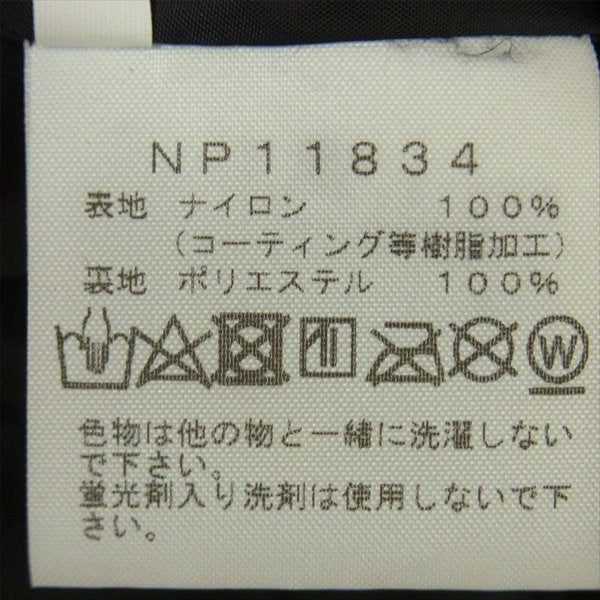 NP11834
表地 ナイロン 100%
(コーティング等樹脂加工)
裏地 ポリエステル 100%
W
色物は他の物と一緒に洗濯しない
で下さい。
蛍光剤入り洗剤は使用しないで下
さい。